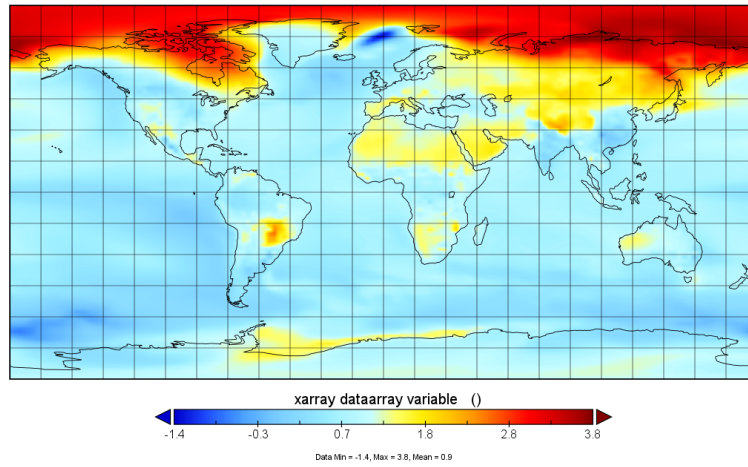 xarray dataarray variable ()
-1.4 -0.3 0.7 1.8 2.8 3.8
Data Min = -1.4, Max = 3.8, Mean = 0.9